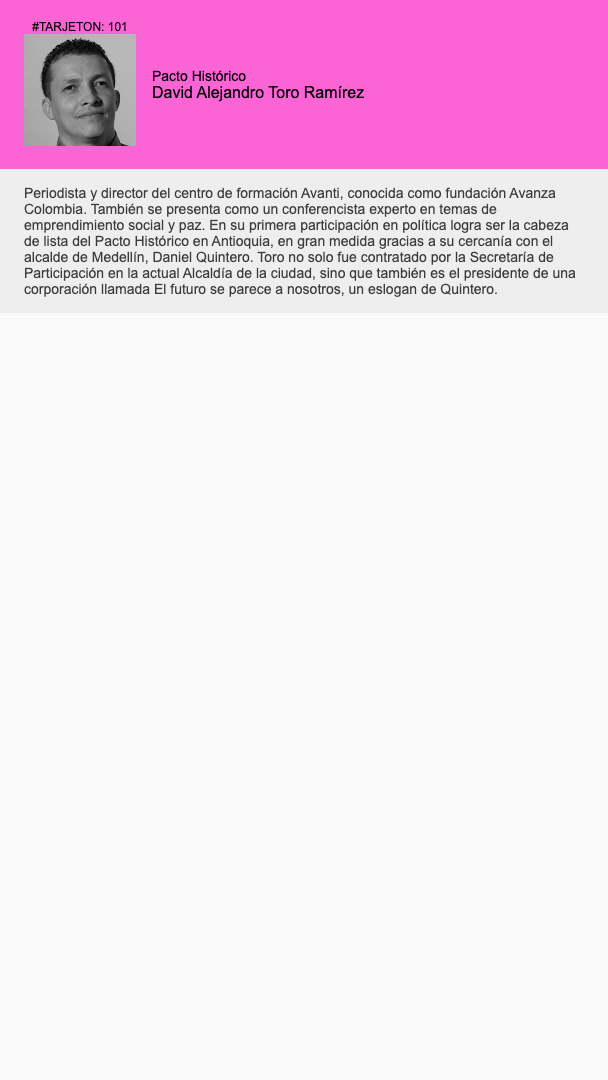 #TARJETON: 101
Pacto Histórico
David Alejandro Toro Ramírez
Periodista y director del centro de formación Avanti, conocida como fundación Avanza
Colombia. También se presenta como un conferencista experto en temas de
emprendimiento social y paz. En su primera participación en política logra ser la cabeza
de lista del Pacto Histórico en Antioquia, en gran medida gracias a su cercanía con el
alcalde de Medellín, Daniel Quintero. Toro no solo fue contratado por la Secretaría de
Participación en la actual Alcaldía de la ciudad, sino que también es el presidente de una
corporación llamada El futuro se parece a nosotros, un eslogan de Quintero.